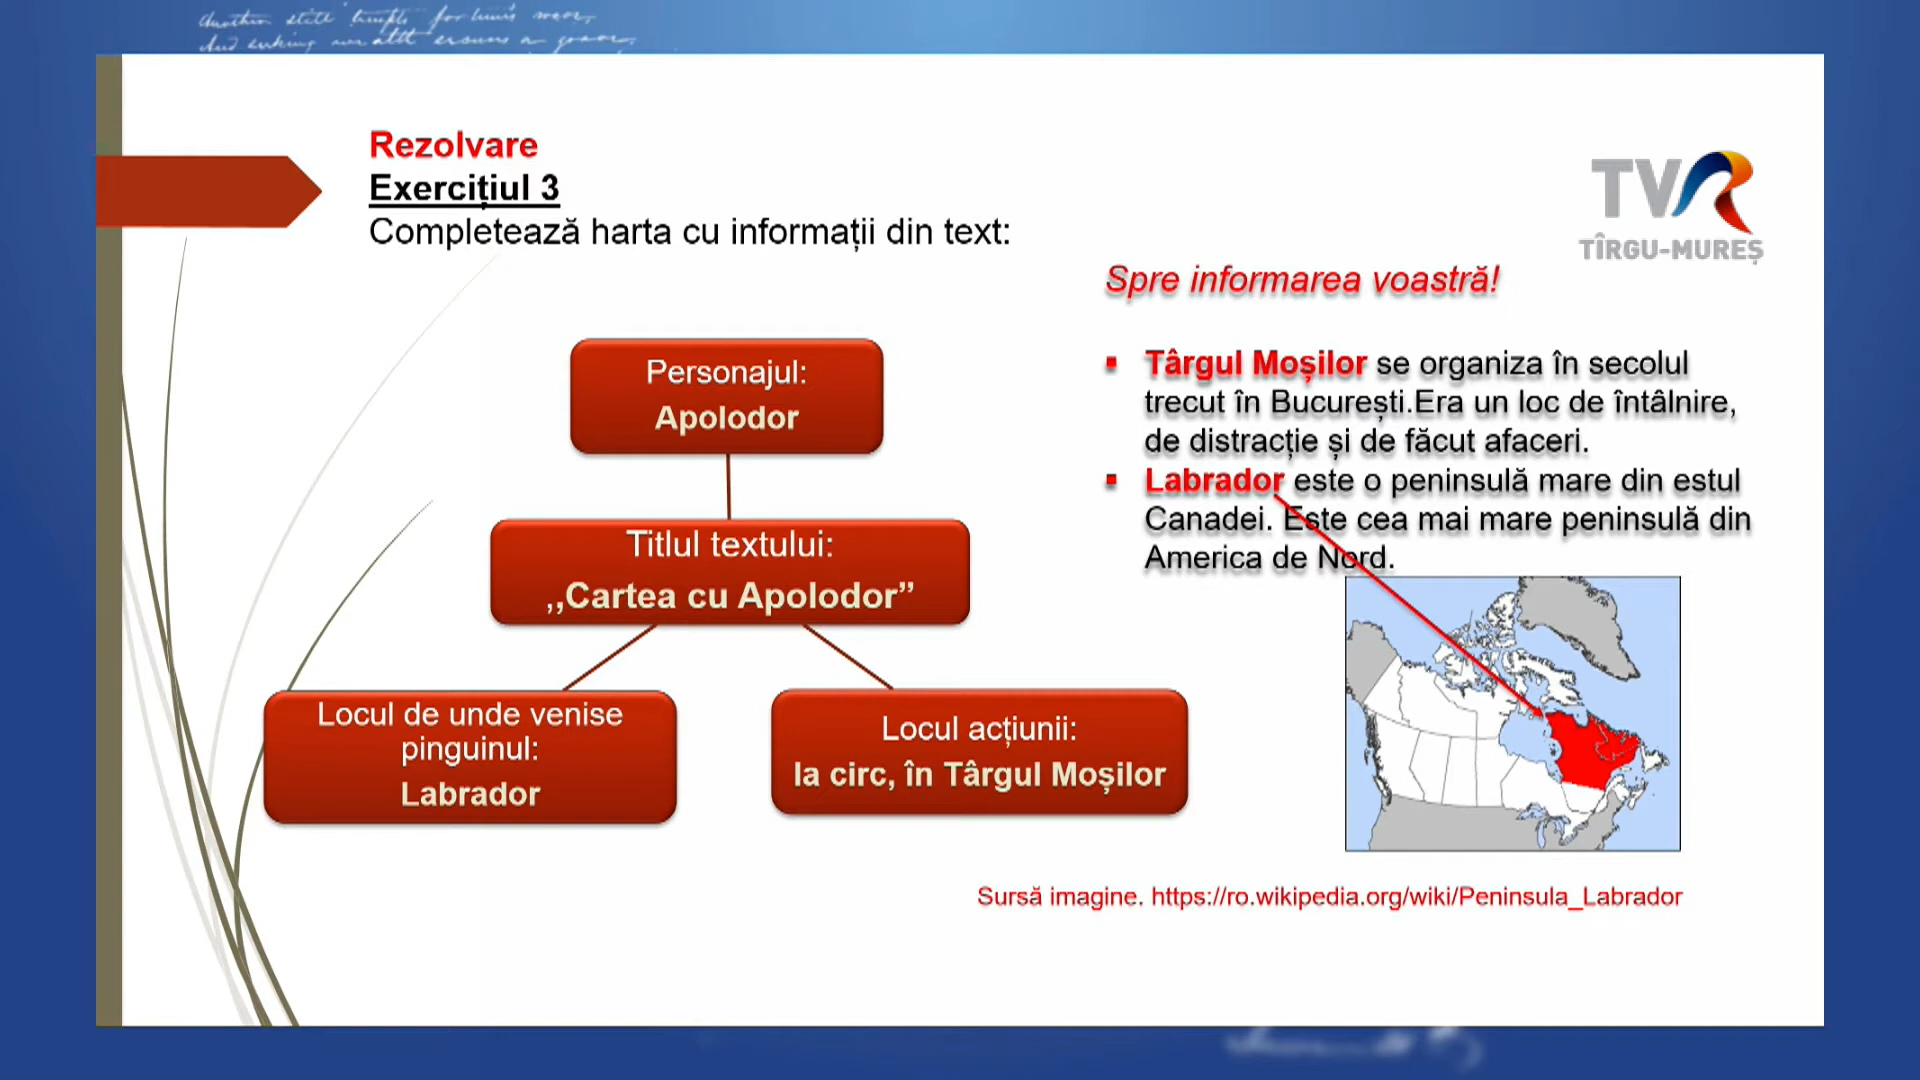 Rezolvare
Exercițiul 3
Completează harta cu informații din text:
TVR
TÎRGU-MUREȘ
Spre informarea voastră!
Personajul:
Apolodor
Titlul textului:
,,Cartea cu Apolodor”
Locul de unde venise
pinguinul:
Labrador
Locul acțiunii:
la circ, în Târgul Moșilor
▪ Târgul Moșilor se organiza în secolul
trecut în București.Era un loc de întâlnire,
de distracție și de făcut afaceri.
▪ Labrador este o peninsulă mare din estul
Canadei. Este cea mai mare peninsulă din
America de Nord.
Sursă imagine. https://ro.wikipedia.org/wiki/Peninsula_Labrador